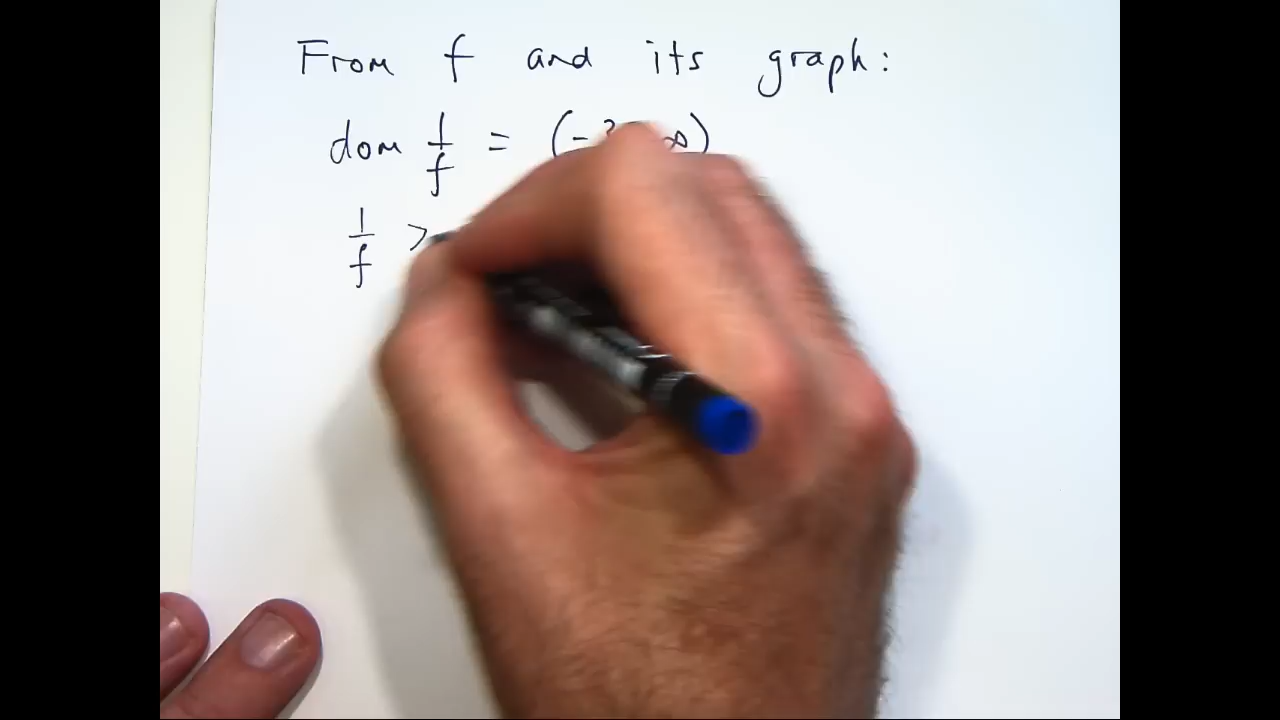 From f and its graph:
dom 1/f = (- ∞)
1/f >